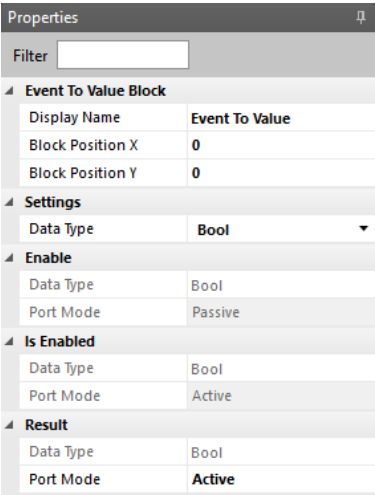 Properties
Filter
Event To Value Block
Display Name Event To Value
Block Position X 0
Block Position Y 0
Settings
Data Type Bool
Enable
Data Type Bool
Port Mode Passive
Is Enabled
Data Type Bool
Port Mode Active
Result
Data Type Bool
Port Mode Active